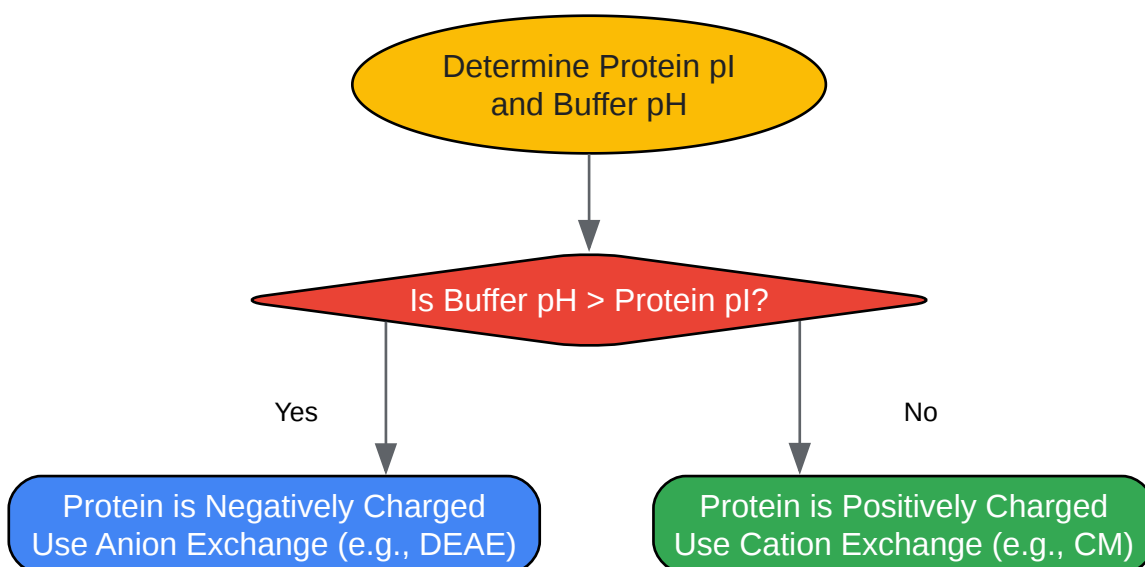 Determine Protein pI
and Buffer pH
Is Buffer pH > Protein pI?
Yes
No
Protein is Negatively Charged
Use Anion Exchange (e.g., DEAE)
Protein is Positively Charged
Use Cation Exchange (e.g., CM)